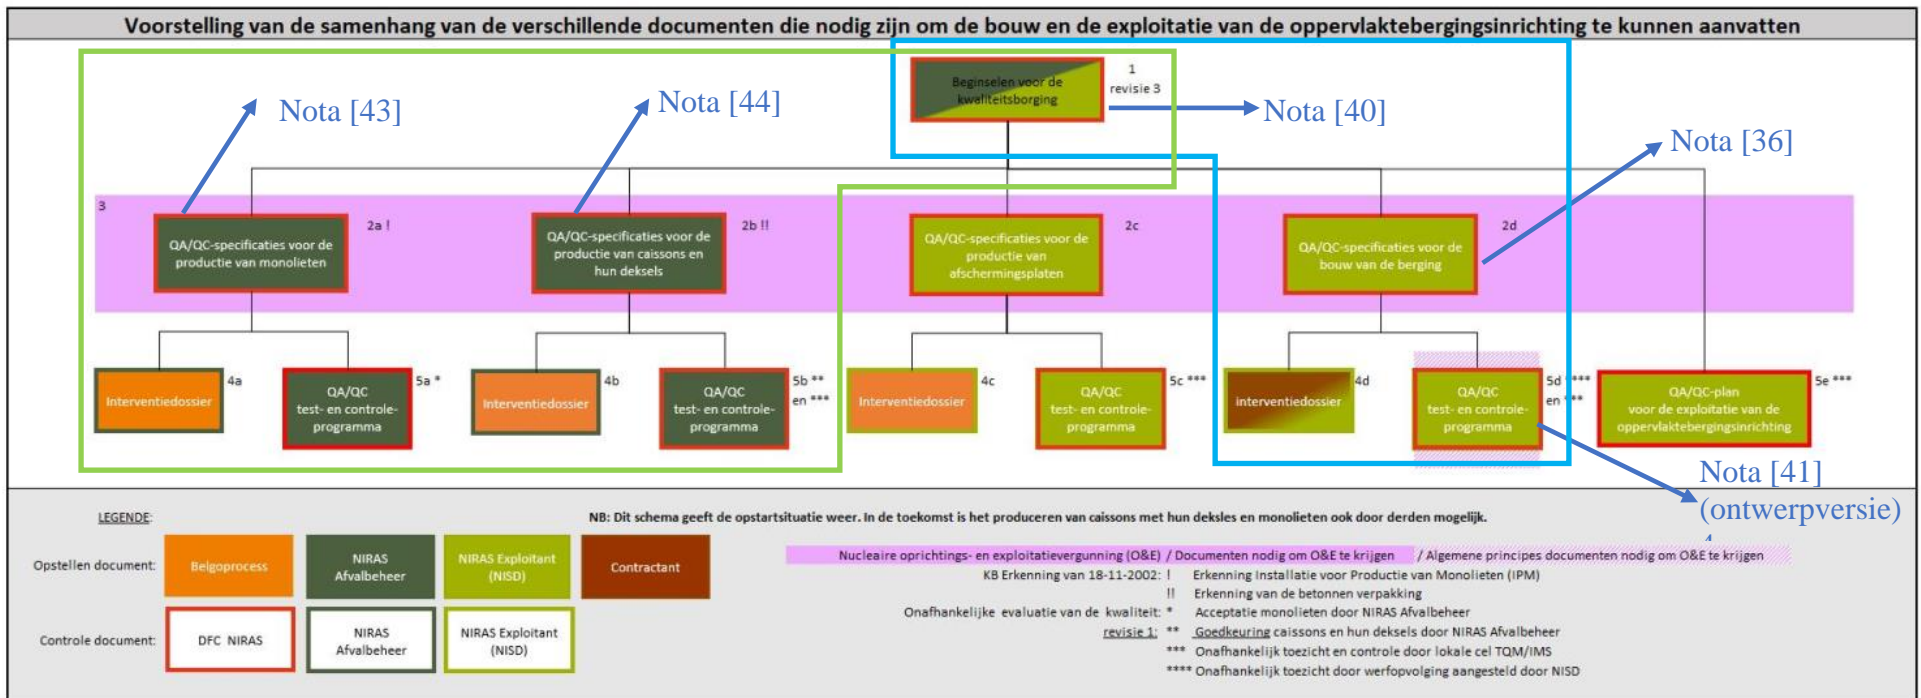 Voorstelling van de samenhang van de verschillende documenten die nodig zijn om de bouw en de exploitatie van de oppervlaktebergingsinrichting te kunnen aanvatten
Beginselen voor de
kwaliteitsborging
1
revisie 3
Nota [43]
Nota [44]
Nota [40]
Nota [36]
3
QA/QC-specificaties voor de
productie van monolieten
2a !
QA/QC-specificaties voor de
productie van caissons en
hun deksels
2b !!
QA/QC-specificaties voor de
productie van
afschermingsplaten
2c
QA/QC-specificaties voor de
bouw van de berging
2d
Interventiedossier
4a
QA/QC
test- en controle-
programma
5a *
Interventiedossier
4b
QA/QC
test- en controle-
programma
5b **
en ***
Interventiedossier
4c
QA/QC
test- en controle-
programma
5c ***
interventiedossier
4d
QA/QC
test- en controle-
programma
5d ****
en ***
QA/QC-plan
voor de exploitatie van de
oppervlaktebergingsinrichting
5e ***
Nota [41]
(ontwerpversie)
LEGENDE:
NB: Dit schema geeft de opstartsituatie weer. In de toekomst is het produceren van caissons met hun deksles en monolieten ook door derden mogelijk.
Opstellen document:
Belgoprocess
NIRAS
Afvalbeheer
NIRAS Exploitant
(NISD)
Contractant
Controle document:
DFC NIRAS
NIRAS
Afvalbeheer
NIRAS Exploitant
(NISD)
Nucleaire oprichtings- en exploitatievergunning (O&E) / Documenten nodig om O&E te krijgen / Algemene principes documenten nodig om O&E te krijgen
KB Erkenning van 18-11-2002: ! Erkenning Installatie voor Productie van Monolieten (IPM)
!! Erkenning van de betonnen verpakking
Onafhankelijke evaluatie van de kwaliteit: * Acceptatie monolieten door NIRAS Afvalbeheer
revisie 1: ** Goedkeuring caissons en hun deksels door NIRAS Afvalbeheer
*** Onafhankelijk toezicht en controle door lokale cel TQM/IMS
**** Onafhankelijk toezicht door werfopvolging aangesteld door NISD